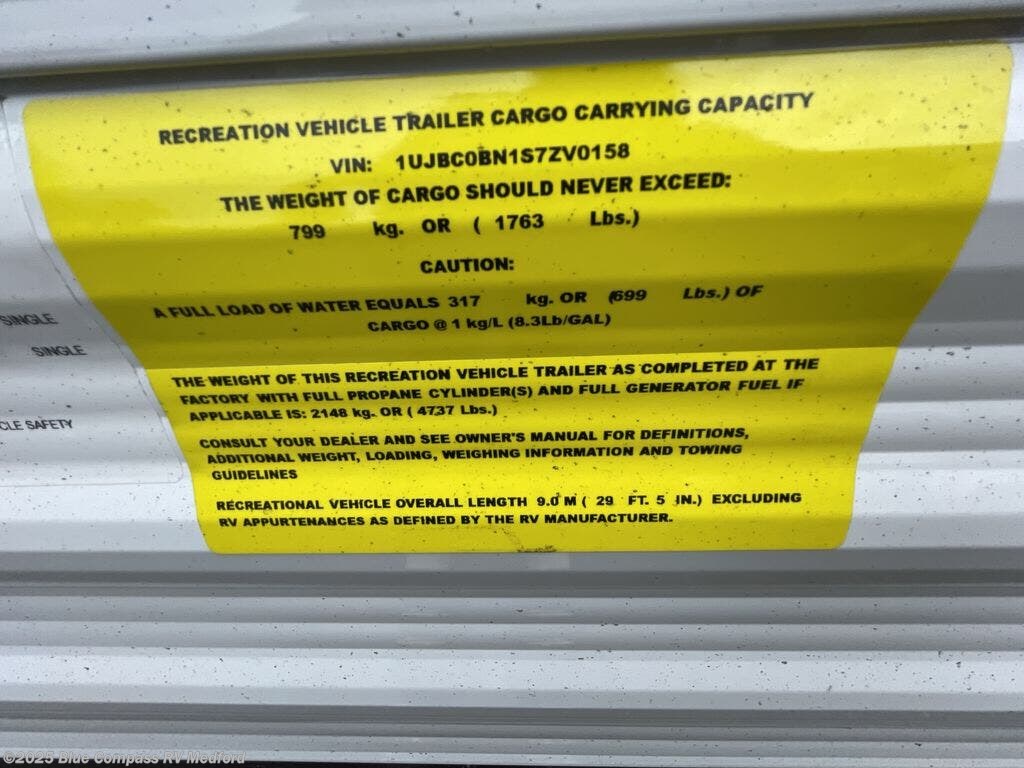 RECREATION VEHICLE TRAILER CARGO CARRYING CAPACITY
VIN: 1UJBC0BN1S7ZV0158
THE WEIGHT OF CARGO SHOULD NEVER EXCEED:
799 kg. OR ( 1763 Lbs.)
CAUTION:
A FULL LOAD OF WATER EQUALS 317 kg. OR (699 Lbs.) OF
CARGO @ 1 kg/L (8.3Lb/GAL)
THE WEIGHT OF THIS RECREATION VEHICLE TRAILER AS COMPLETED AT THE
FACTORY WITH FULL PROPANE CYLINDER(S) AND FULL GENERATOR FUEL IF
APPLICABLE IS: 2148 kg. OR ( 4737 Lbs.)
CONSULT YOUR DEALER AND SEE OWNER'S MANUAL FOR DEFINITIONS,
ADDITIONAL WEIGHT, LOADING, WEIGHING INFORMATION AND TOWING
GUIDELINES
RECREATIONAL VEHICLE OVERALL LENGTH 9.0 M ( 29 FT. 5 IN.) EXCLUDING
RV APPURTENANCES AS DEFINED BY THE RV MANUFACTURER.
SINGLE
SINGLE
CLE SAFETY
©2025 Blue Compass RV Medford